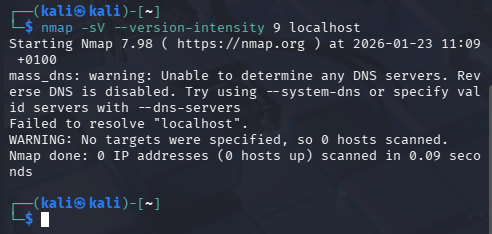 ┌──(kali㉿kali)-[~]
└─$ nmap -sV --version-intensity 9 localhost
Starting Nmap 7.98 ( https://nmap.org ) at 2026-01-23 11:09
 +0100
mass_dns: warning: Unable to determine any DNS servers. Rev
erse DNS is disabled. Try using --system-dns or specify val
id servers with --dns-servers
Failed to resolve "localhost".
WARNING: No targets were specified, so 0 hosts scanned.
Nmap done: 0 IP addresses (0 hosts up) scanned in 0.09 seco
nds

┌──(kali㉿kali)-[~]
└─$